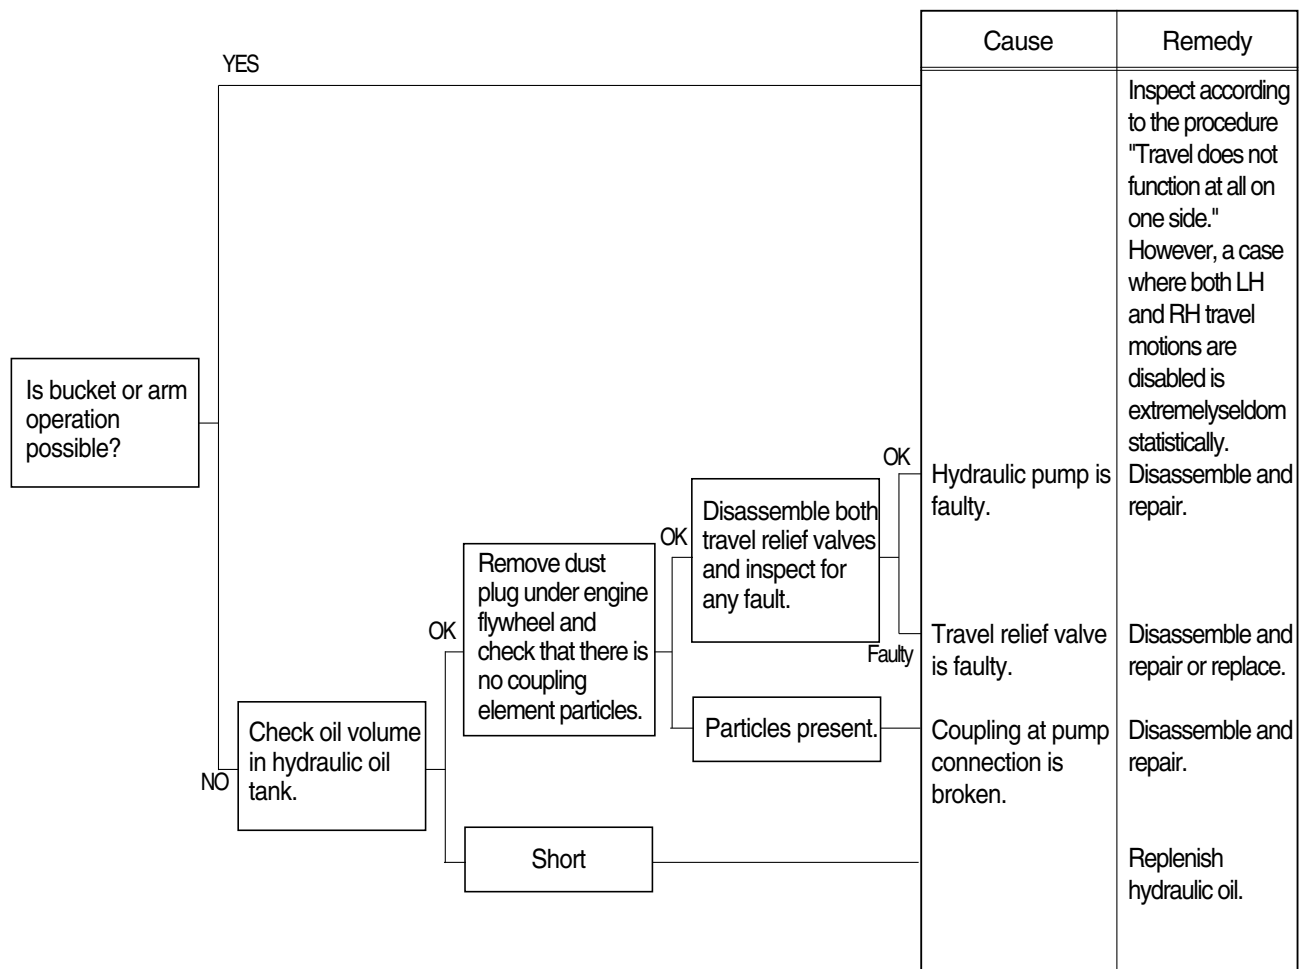 Cause
Remedy
YES
Inspect according
to the procedure
"Travel does not
function at all on
one side."
However, a case
where both LH
and RH travel
motions are
disabled is
extremelyseldom
statistically.
Is bucket or arm
operation
possible?
NO
Check oil volume
in hydraulic oil
tank.
OK
Remove dust
plug under engine
flywheel and
check that there is
no coupling
element particles.
OK
Disassemble both
travel relief valves
and inspect for
any fault.
OK
Hydraulic pump is
faulty.
Disassemble and
repair.
Faulty
Travel relief valve
is faulty.
Disassemble and
repair or replace.
Particles present.
Coupling at pump
connection is
broken.
Disassemble and
repair.
Short
Replenish
hydraulic oil.